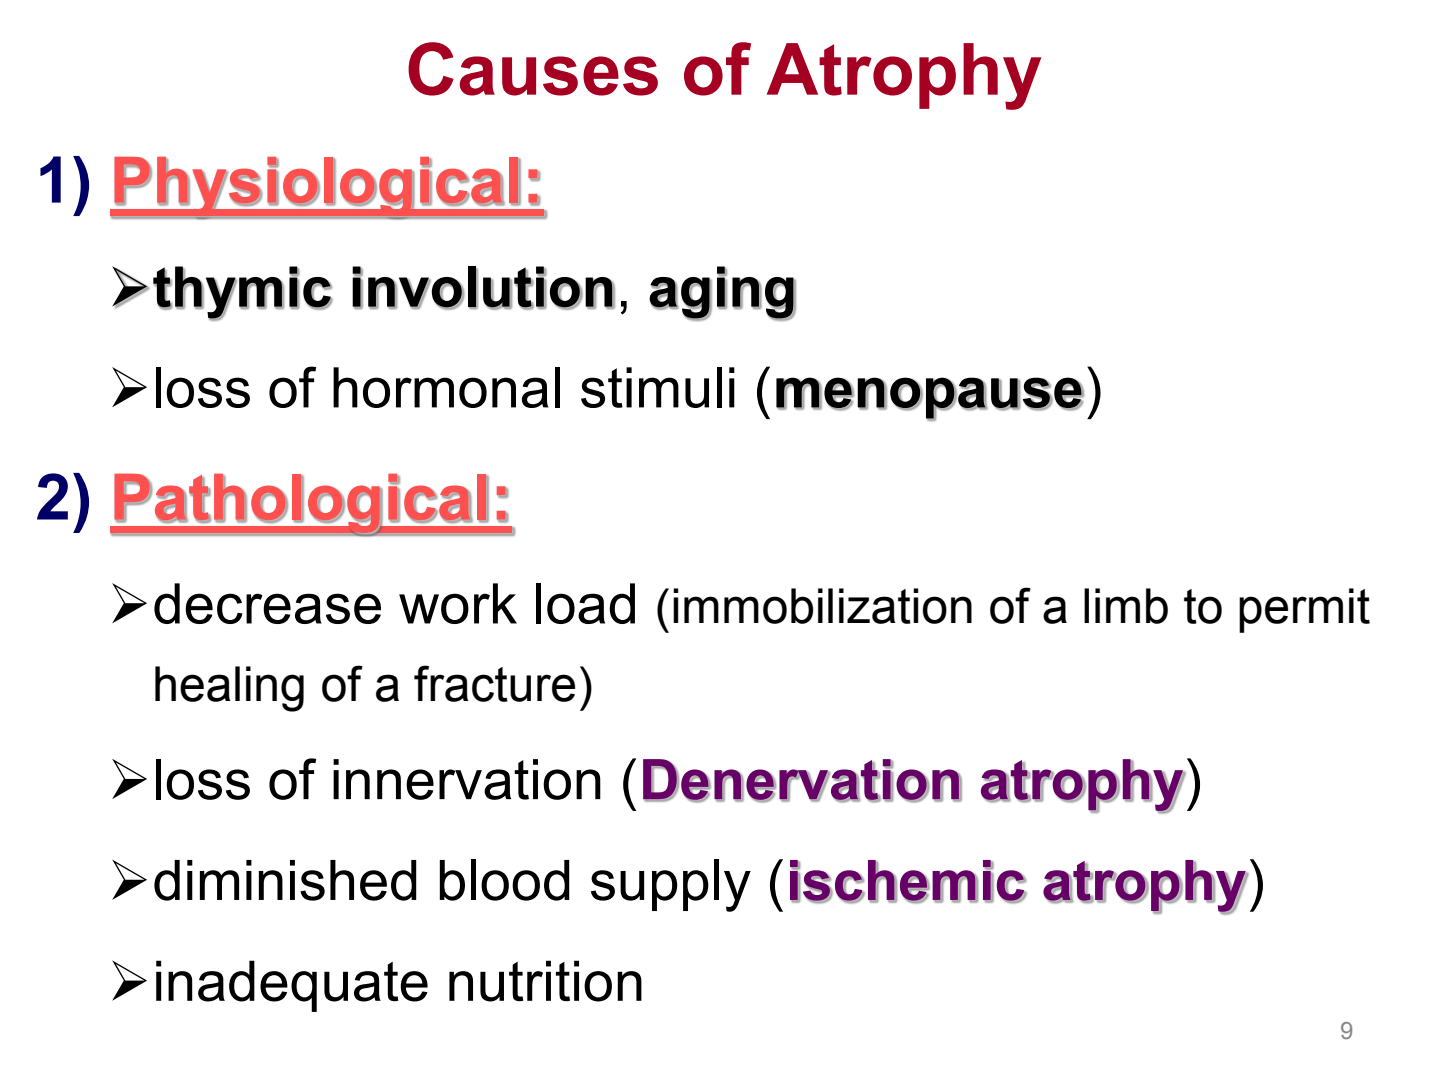 Causes of Atrophy
1) Physiological:
➢thymic involution, aging
➢loss of hormonal stimuli (menopause)
2) Pathological:
➢decrease work load (immobilization of a limb to permit
healing of a fracture)
➢loss of innervation (Denervation atrophy)
➢diminished blood supply (ischemic atrophy)
➢inadequate nutrition
9